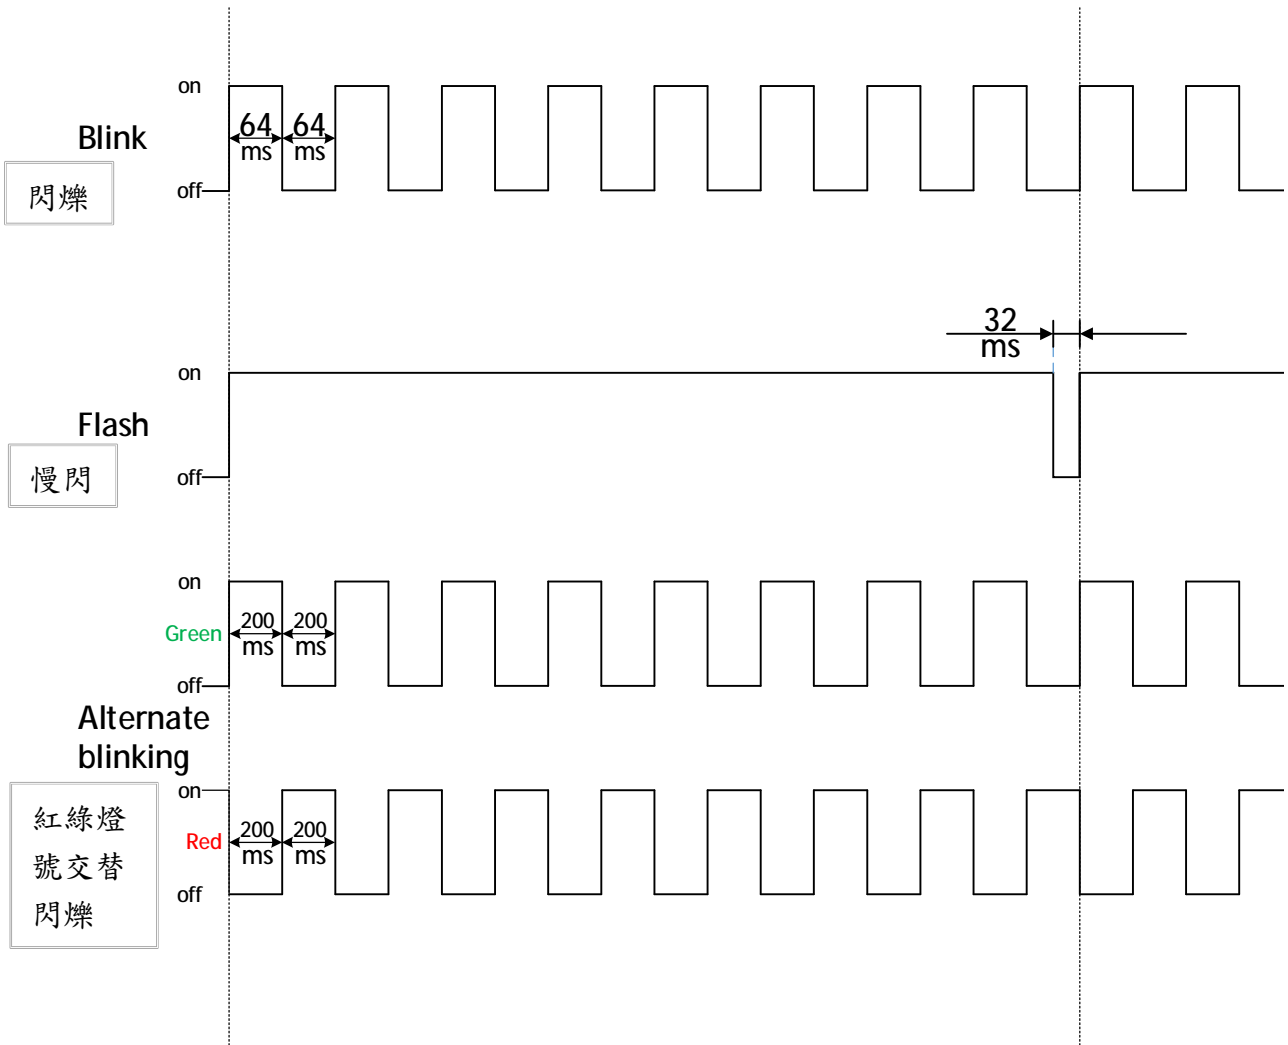 on
Blink
64
ms
64
ms
off
閃爍
32
ms
on
Flash
off
慢閃
on
Green
200
ms
200
ms
off
Alternate
blinking
on
Red
200
ms
200
ms
off
紅綠燈
號交替
閃爍